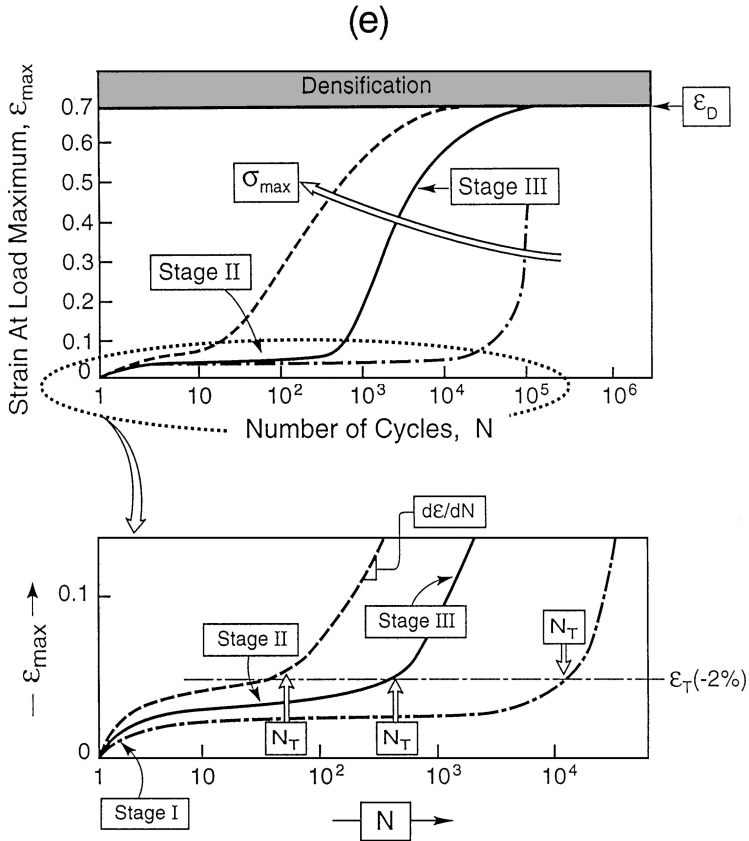 (e)
Densification
0.7
0.6
0.5
0.4
0.3
0.2
0.1
0
Strain At Load Maximum, εmax
εD
σmax
Stage III
Stage II
1 10 10² 10³ 10⁴ 10⁵ 10⁶
Number of Cycles, N
dε/dN
0.1
0
— εmax →
Stage III
Stage II
NT
εT(-2%)
NT
NT
1 10 10² 10³ 10⁴
Stage I
N